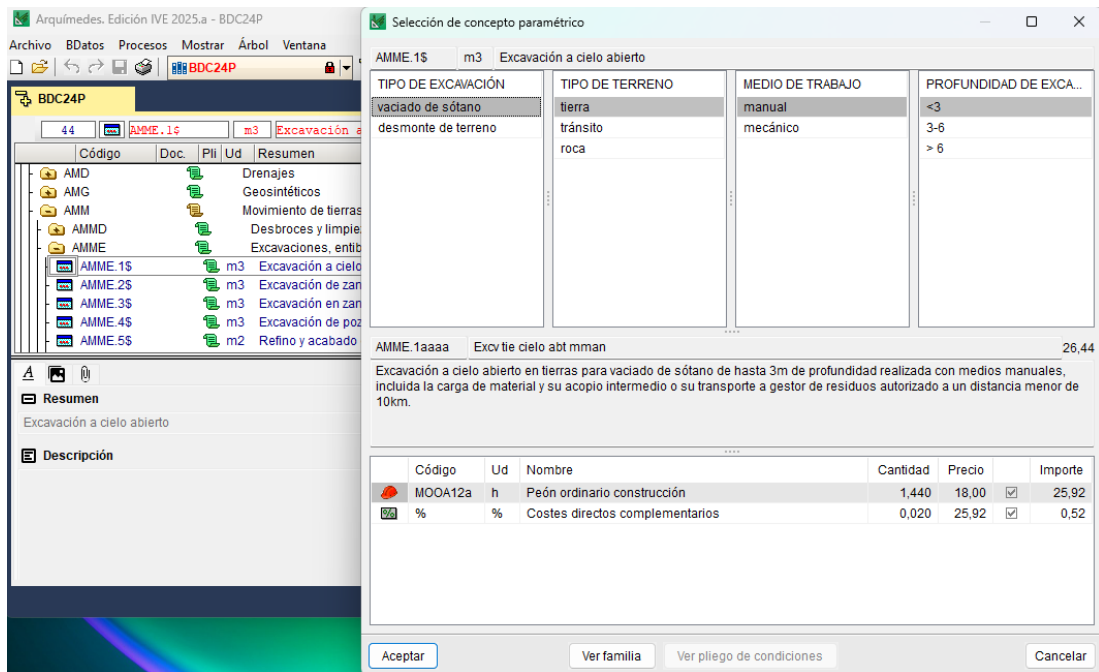 Arquímedes. Edición IVE 2025.a - BDC24P
Archivo BDatos Procesos Mostrar Árbol Ventana
BDC24P
BDC24P
44 AMME.1$ m3 Excavación a
Código Doc. Pli Ud Resumen
AMD Drenajes
AMG Geosintéticos
AMM Movimiento de tierras
AMMD Desbroces y limpie
AMME Excavaciones, entib
AMME.1$ m3 Excavación a cielo
AMME.2$ m3 Excavación de zan
AMME.3$ m3 Excavación en zan
AMME.4$ m3 Excavación de poz
AMME.5$ m2 Refino y acabado
A
Resumen
Excavación a cielo abierto
Descripción
Selección de concepto paramétrico
AMME.1$ m3 Excavación a cielo abierto
TIPO DE EXCAVACIÓN TIPO DE TERRENO MEDIO DE TRABAJO PROFUNDIDAD DE EXCA...
vaciado de sótano tierra manual <3
desmonte de terreno tránsito mecánico 3-6
roca > 6
AMME.1aaaa Excv tie cielo abt mman 26,44
Excavación a cielo abierto en tierras para vaciado de sótano de hasta 3m de profundidad realizada con medios manuales,
incluida la carga de material y su acopio intermedio o su transporte a gestor de residuos autorizado a un distancia menor de
10km.
Código Ud Nombre Cantidad Precio Importe
MOOA12a h Peón ordinario construcción 1,440 18,00 25,92
% % Costes directos complementarios 0,020 25,92 0,52
Aceptar Ver familia Ver pliego de condiciones Cancelar